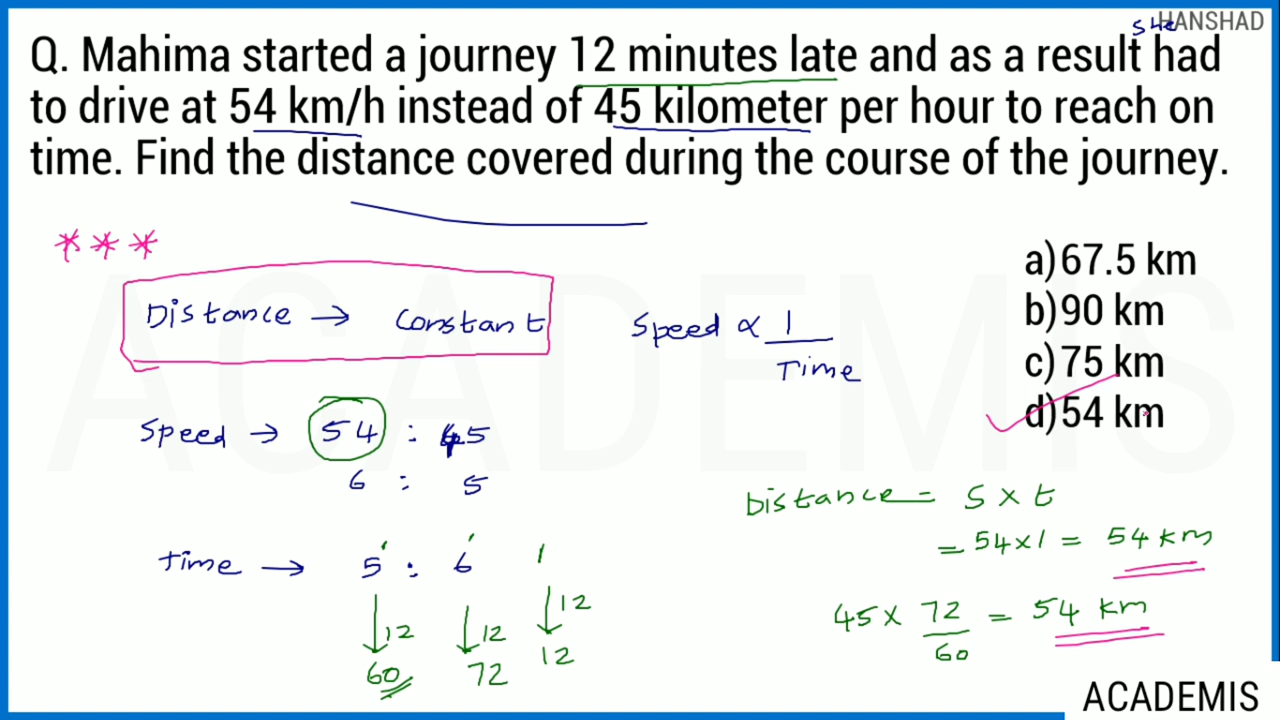 HANSHAD
she
Q. Mahima started a journey 12 minutes late and as a result had
to drive at 54 km/h instead of 45 kilometer per hour to reach on
time. Find the distance covered during the course of the journey.
***
Distance → constant
Speed ∝ 1
Time
a) 67.5 km
b) 90 km
c) 75 km
d) 54 km
Speed → 54 : 45
6 : 5
Time → 5' : 6' 1
12 12 12
60 72 12
Distance = S × t
= 54 × 1 = 54 km
45 × 72 = 54 km
60
ACADEMIS
ACADEMIS